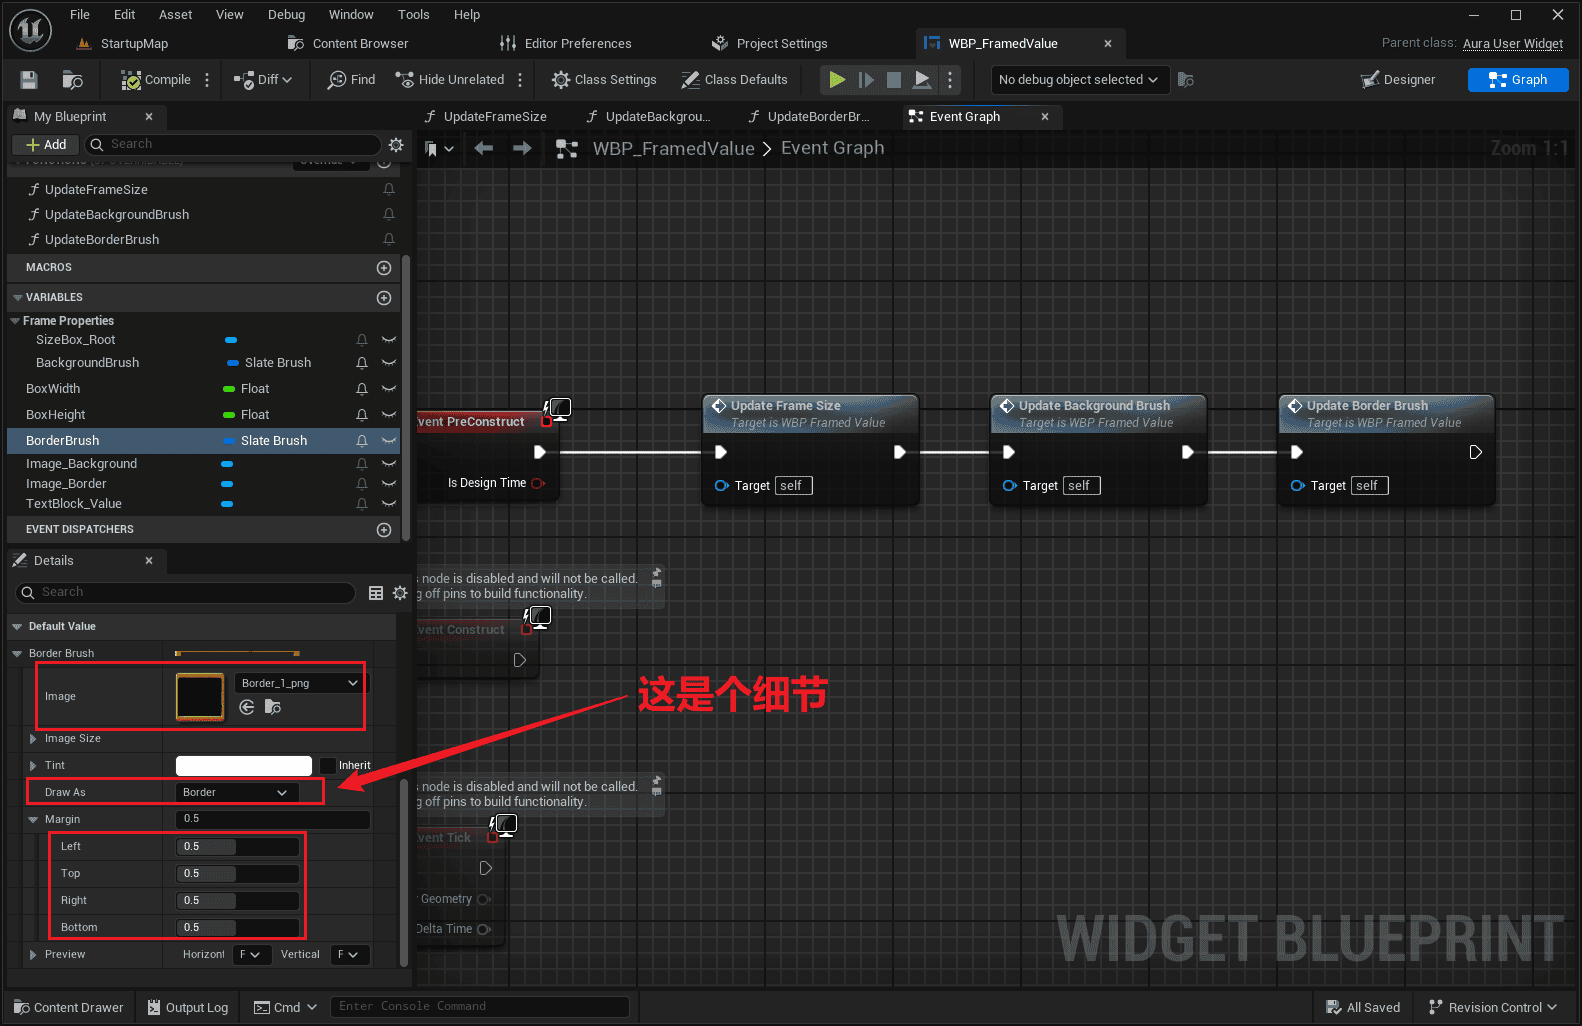 File Edit Asset View Debug Window Tools Help
StartupMap Content Browser Editor Preferences Project Settings WBP_FramedValue Parent class: Aura User Widget
Compile Diff Find Hide Unrelated Class Settings Class Defaults No debug object selected Designer Graph
My Blueprint
UpdateFrameSize UpdateBackgrou... UpdateBorderBr... Event Graph
Add Search
WBP_FramedValue > Event Graph Zoom 1:1
UpdateFrameSize
UpdateBackgroundBrush
UpdateBorderBrush
MACROS
VARIABLES
Frame Properties
SizeBox_Root
BackgroundBrush Slate Brush
BoxWidth Float
BoxHeight Float
BorderBrush Slate Brush
Image_Background
Image_Border
TextBlock_Value
EVENT DISPATCHERS
vent PreConstruct
Is Design Time
Update Frame Size
Target is WBP Framed Value
Target self
Update Background Brush
Target is WBP Framed Value
Target self
Update Border Brush
Target is WBP Framed Value
Target self
s node is disabled and will not be called.
g off pins to build functionality.
vent Construct
s node is disabled and will not be called.
g off pins to build functionality.
vent Tick
Geometry
Delta Time
这是个细节
Details
Search
Default Value
Border Brush
Image Border_1_png
Image Size
Tint Inherit
Draw As Border
Margin 0.5
Left 0.5
Top 0.5
Right 0.5
Bottom 0.5
Preview Horizont F Vertical F
WIDGET BLUEPRINT
Content Drawer Output Log Cmd Enter Console Command All Saved Revision Control